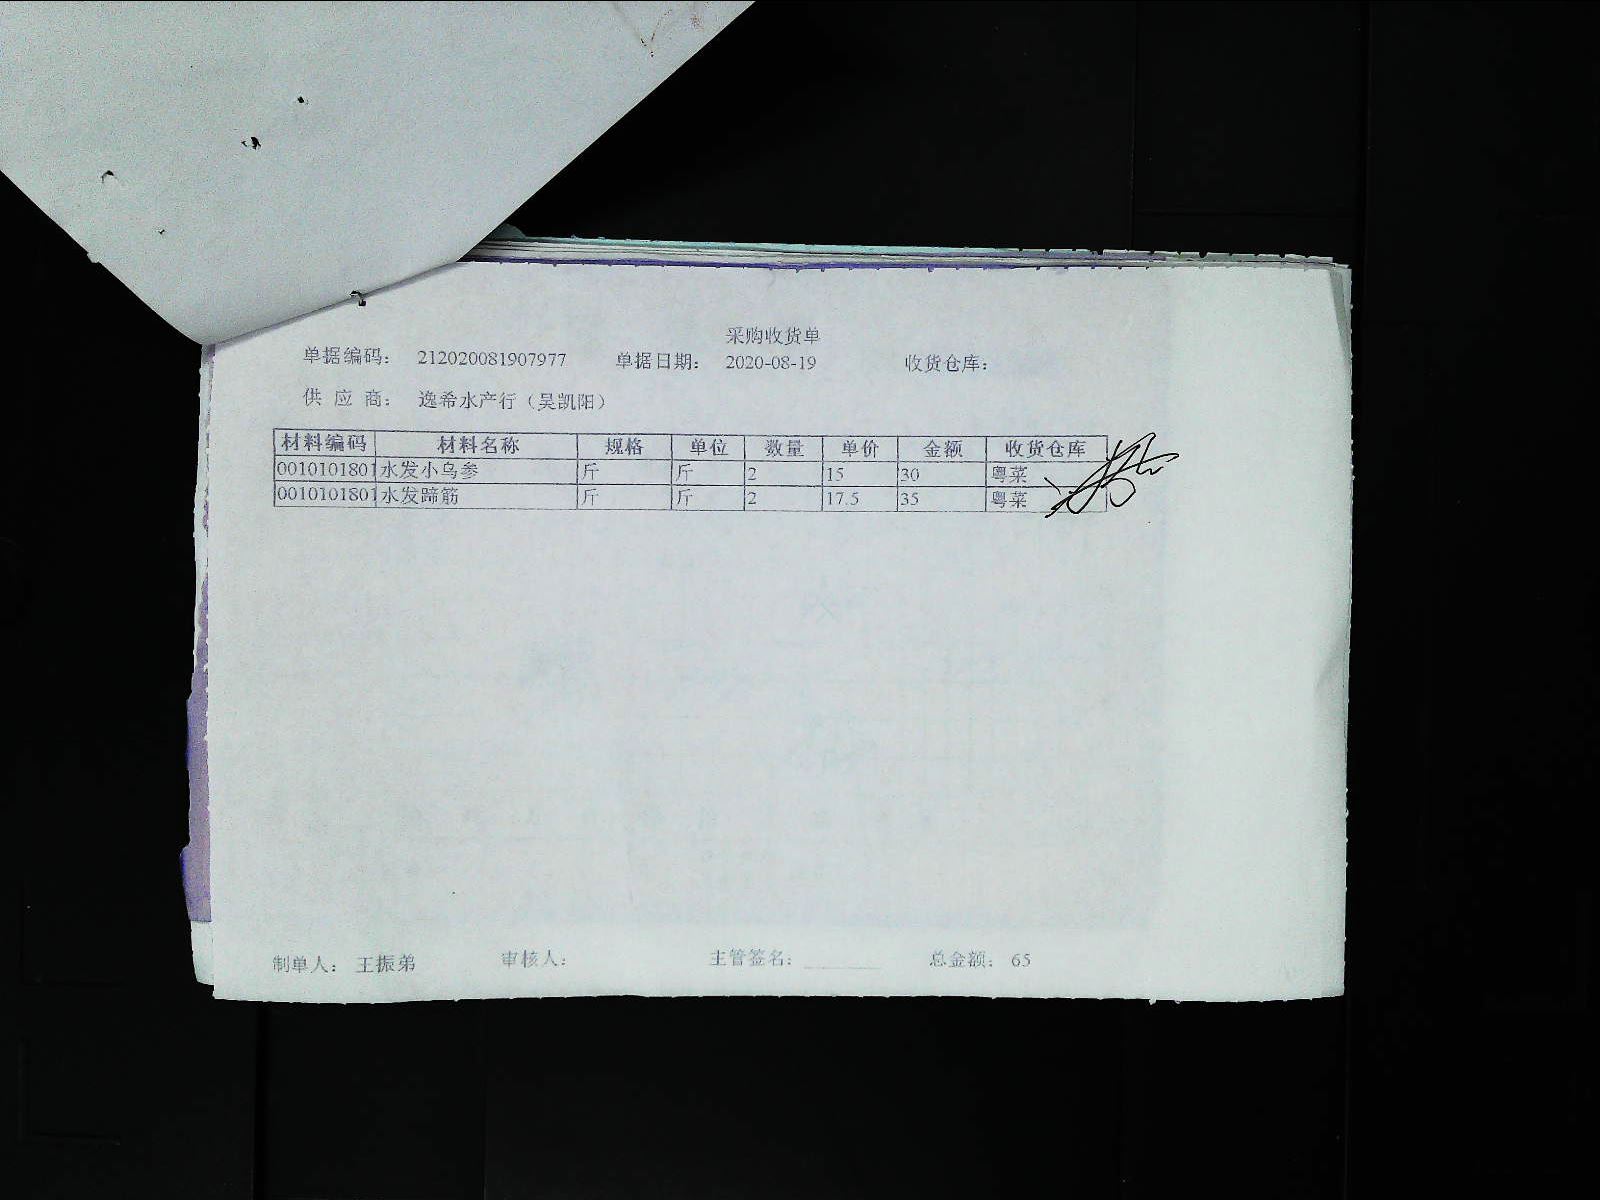 采购收货单
单据编码： 212020081907977 单据日期： 2020-08-19 收货仓库：
供 应 商： 逸希水产行（吴凯阳）
材料编码 材料名称 规格 单位 数量 单价 金额 收货仓库
0010101801 水发小乌参 斤 斤 2 15 30 粤菜
0010101801 水发蹄筋 斤 斤 2 17.5 35 粤菜
制单人： 王振弟 审核人： 主管签名： 总金额： 65